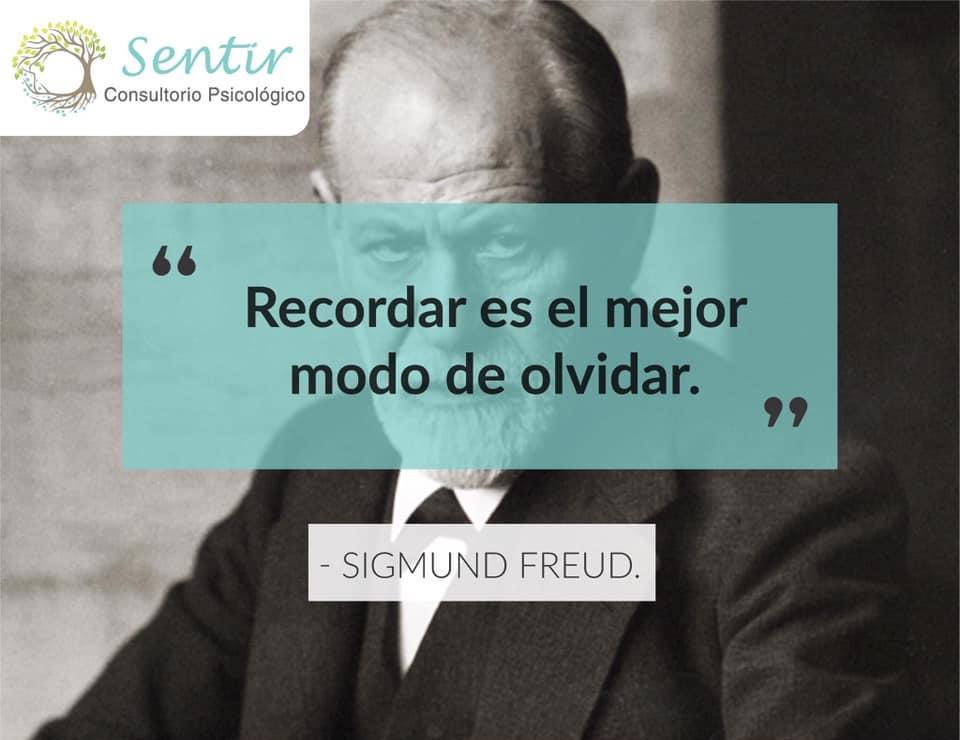 Sentir
Consultorio Psicológico
“
Recordar es el mejor
modo de olvidar.
”
- SIGMUND FREUD.